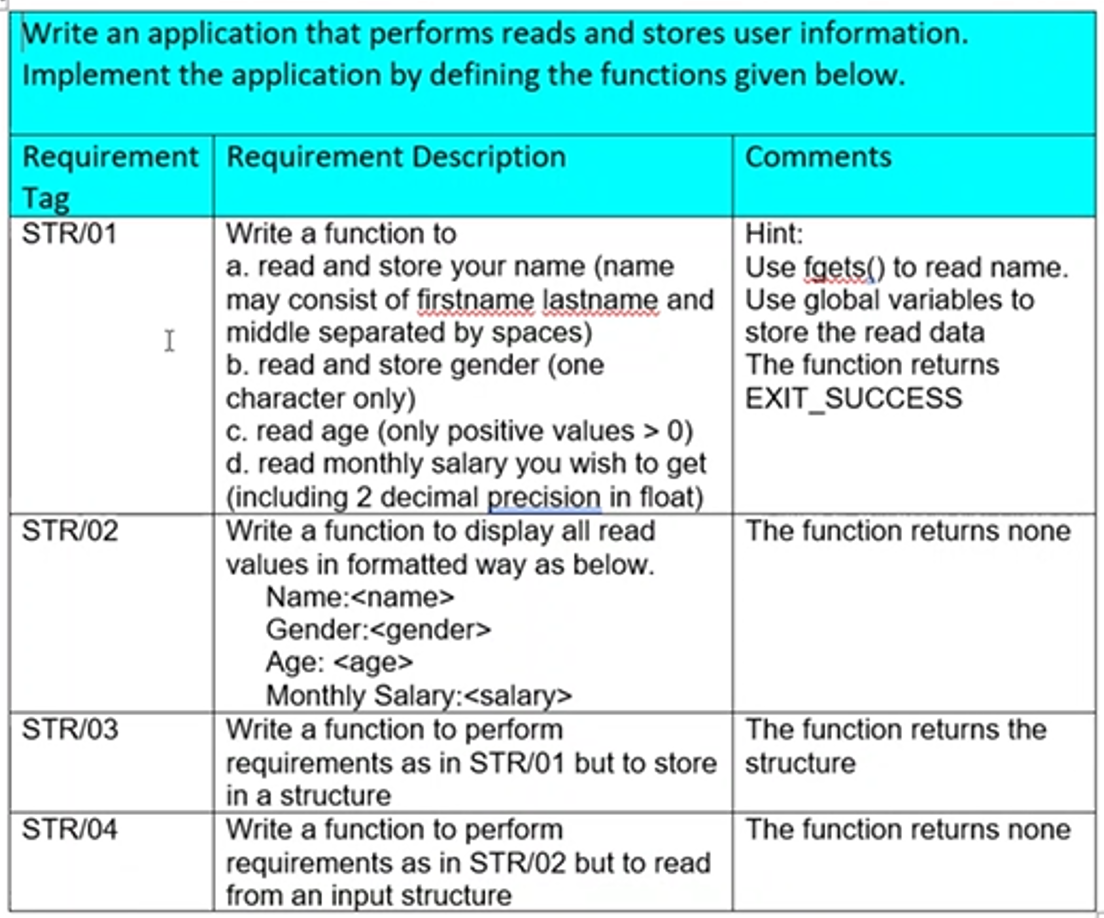 Write an application that performs reads and stores user information.
Implement the application by defining the functions given below.
Requirement Tag
Requirement Description
Comments
STR/01
Write a function to
a. read and store your name (name
may consist of firstname lastname and
middle separated by spaces)
b. read and store gender (one
character only)
c. read age (only positive values > 0)
d. read monthly salary you wish to get
(including 2 decimal precision in float)
Hint:
Use fgets() to read name.
Use global variables to
store the read data
The function returns
EXIT_SUCCESS
STR/02
Write a function to display all read
values in formatted way as below.
Name:<name>
Gender:<gender>
Age: <age>
Monthly Salary:<salary>
The function returns none
STR/03
Write a function to perform
requirements as in STR/01 but to store
in a structure
The function returns the
structure
STR/04
Write a function to perform
requirements as in STR/02 but to read
from an input structure
The function returns none